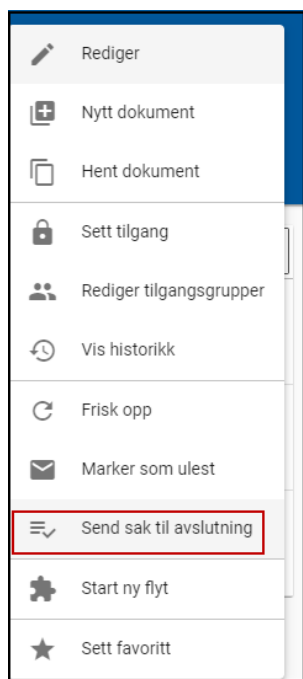 Rediger
Nytt dokument
Hent dokument
Sett tilgang
Rediger tilgangsgrupper
Vis historikk
Frisk opp
Marker som ulest
Send sak til avslutning
Start ny flyt
Sett favoritt